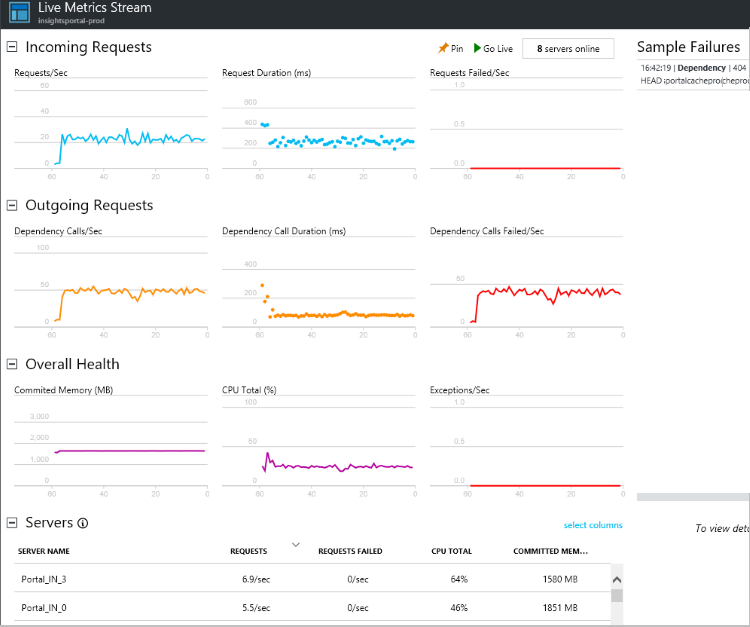 Live Metrics Stream
insightsportal-prod
Incoming Requests
Pin
Go Live
8 servers online
Requests/Sec
60
40
20
0
60 40 20 0
Request Duration (ms)
600
400
200
0
60 40 20 0
Requests Failed/Sec
1.0
0.5
0.0
60 40 20 0
Outgoing Requests
Dependency Calls/Sec
100
50
0
60 40 20 0
Dependency Call Duration (ms)
400
200
0
60 40 20 0
Dependency Calls Failed/Sec
50
0
60 40 20 0
Overall Health
Commited Memory (MB)
3,000
2,000
1,000
0
60 40 20 0
CPU Total (%)
100
50
0
60 40 20 0
Exceptions/Sec
1.0
0.5
0.0
60 40 20 0
Servers
select columns
SERVER NAME REQUESTS REQUESTS FAILED CPU TOTAL COMMITTED MEM...
Portal_IN_3 6.9/sec 0/sec 64% 1580 MB
Portal_IN_0 5.5/sec 0/sec 46% 1851 MB
Sample Failures
16:42:19 | Dependency | 404
HEAD
To view deta